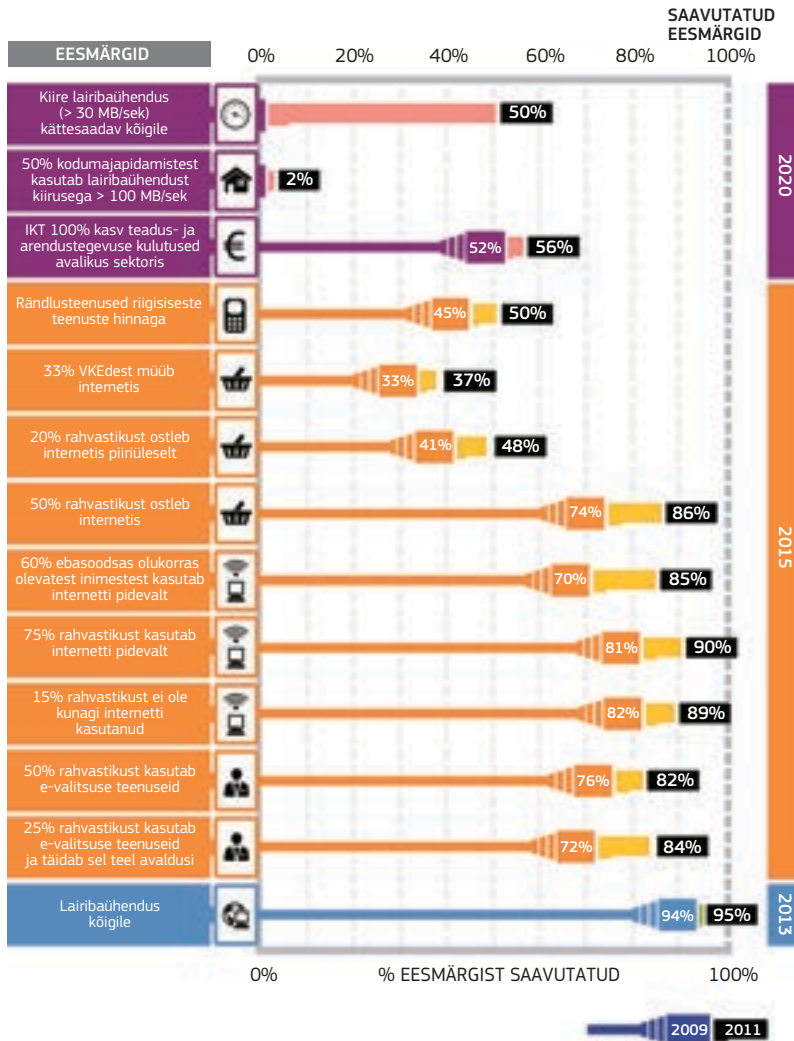 SAAVUTATUD
EESMÄRGID
EESMÄRGID 0% 20% 40% 60% 80% 100%
Kiire lairibaühendus
(> 30 MB/sek)
kättesaadav kõigile
50%
50% kodumajapidamistest
kasutab lairibaühendust
kiirusega > 100 MB/sek
2%
IKT 100% kasv teadus- ja
arendustegevuse kulutused
avalikus sektoris
52% 56%
2020
Rändlusteenused riigisiseste
teenuste hinnaga
45% 50%
33% VKEdest müüb
internetis
33% 37%
20% rahvastikust ostleb
internetis piiriüleselt
41% 48%
50% rahvastikust ostleb
internetis
74% 86%
60% ebasoodsas olukorras
olevatest inimestest kasutab
internetti pidevalt
70% 85%
75% rahvastikust kasutab
internetti pidevalt
81% 90%
15% rahvastikust ei ole
kunagi internetti
kasutanud
82% 89%
50% rahvastikust kasutab
e-valitsuse teenuseid
76% 82%
25% rahvastikust kasutab
e-valitsuse teenuseid
ja täidab sel teel avaldusi
72% 84%
2015
Lairibaühendus
kõigile
94% 95%
2013
0% % EESMÄRGIST SAAVUTATUD 100%
2009 2011